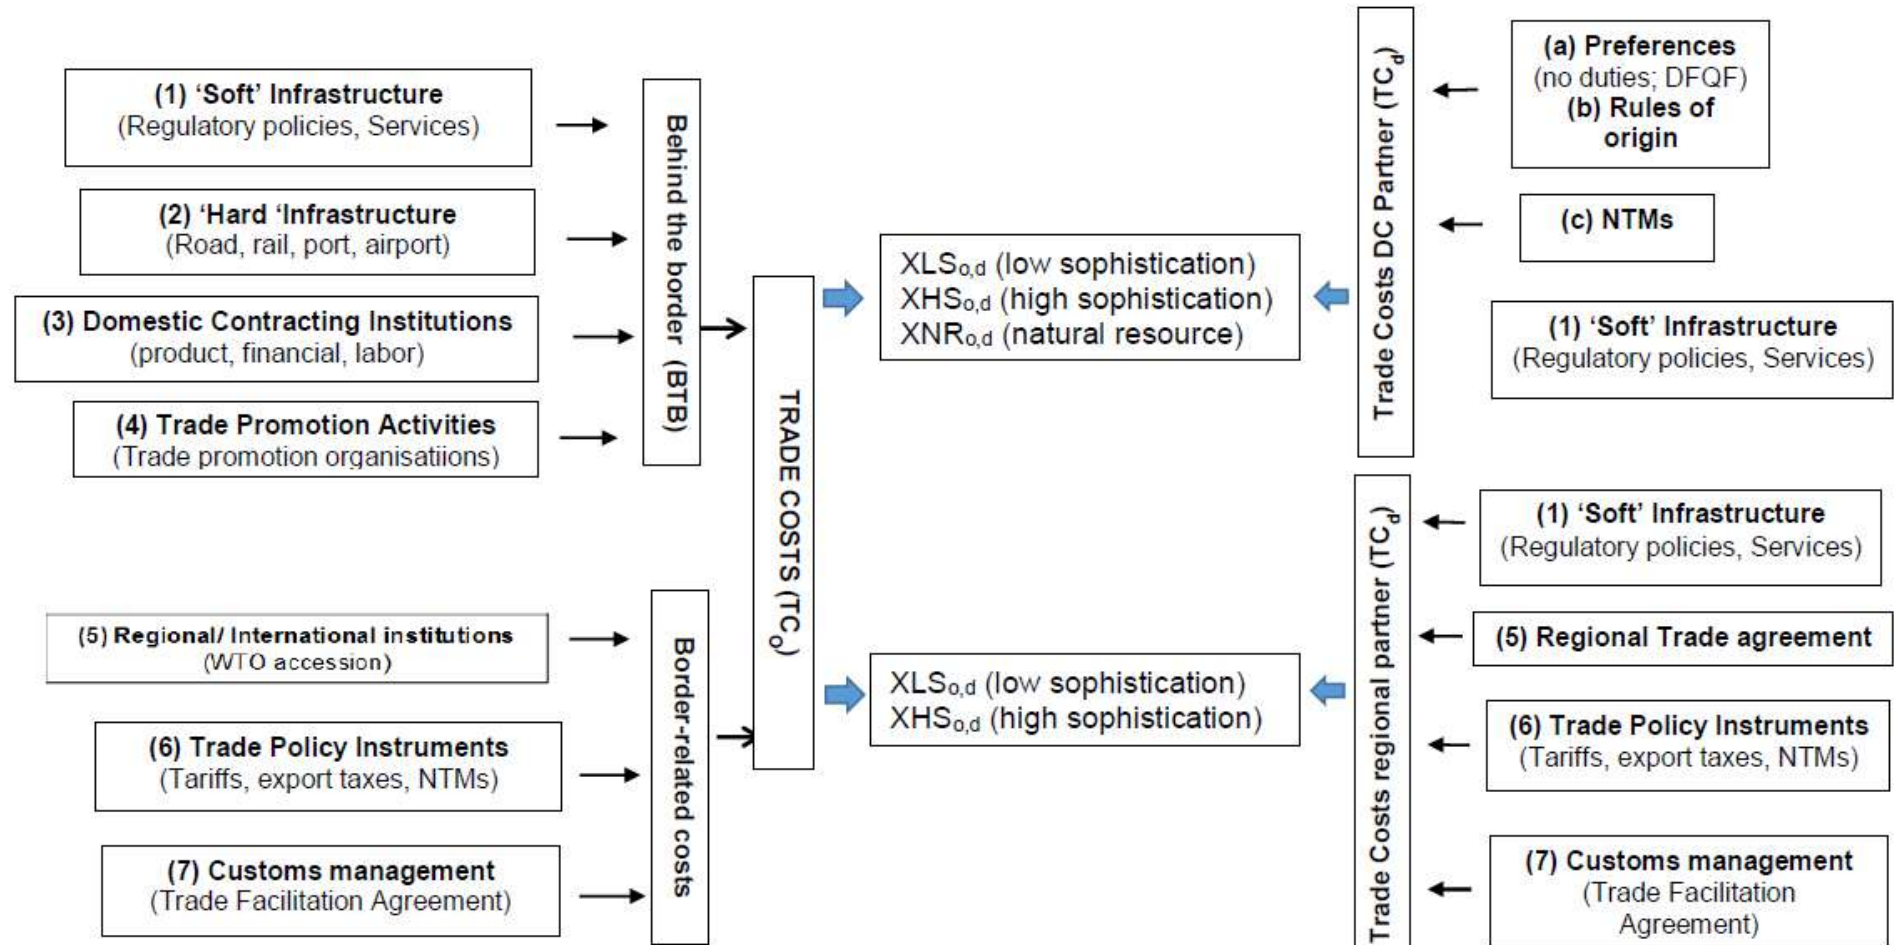 (1) ‘Soft’ Infrastructure
(Regulatory policies, Services)
(2) ‘Hard ‘Infrastructure
(Road, rail, port, airport)
(3) Domestic Contracting Institutions
(product, financial, labor)
(4) Trade Promotion Activities
(Trade promotion organisatiions)
Behind the border (BTB)
(5) Regional/ International institutions
(WTO accession)
(6) Trade Policy Instruments
(Tariffs, export taxes, NTMs)
(7) Customs management
(Trade Facilitation Agreement)
Border-related costs
TRADE COSTS (TCo)
XLSo,d (low sophistication)
XHSo,d (high sophistication)
XNRo,d (natural resource)
XLSo,d (low sophistication)
XHSo,d (high sophistication)
Trade Costs DC Partner (TCd)
(a) Preferences
(no duties; DFQF)
(b) Rules of
origin
(c) NTMs
(1) ‘Soft’ Infrastructure
(Regulatory policies, Services)
Trade Costs regional partner (TCd)
(1) ‘Soft’ Infrastructure
(Regulatory policies, Services)
(5) Regional Trade agreement
(6) Trade Policy Instruments
(Tariffs, export taxes, NTMs)
(7) Customs management
(Trade Facilitation
Agreement)